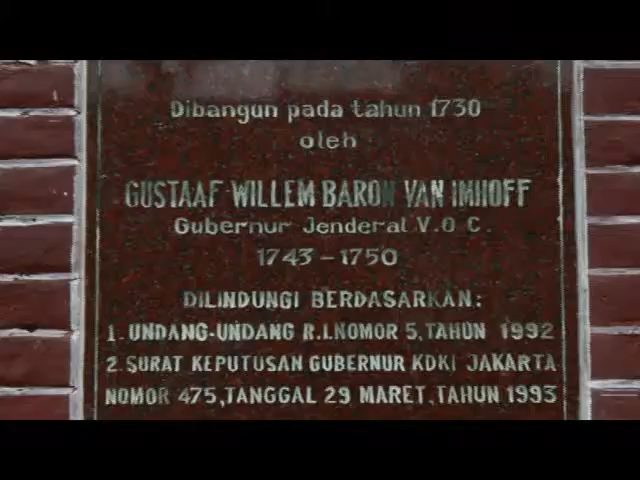 Dibangun pada tahun 1730
oleh
GUSTAAF WILLEM BARON VAN IMHOFF
Gubernur Jenderal V.O C.
1743 - 1750
DILINDUNGI BERDASARKAN:
1. UNDANG-UNDANG R.I.NOMOR 5, TAHUN 1992
2. SURAT KEPUTUSAN GUBERNUR KDKI JAKARTA
NOMOR 475, TANGGAL 29 MARET, TAHUN 1993